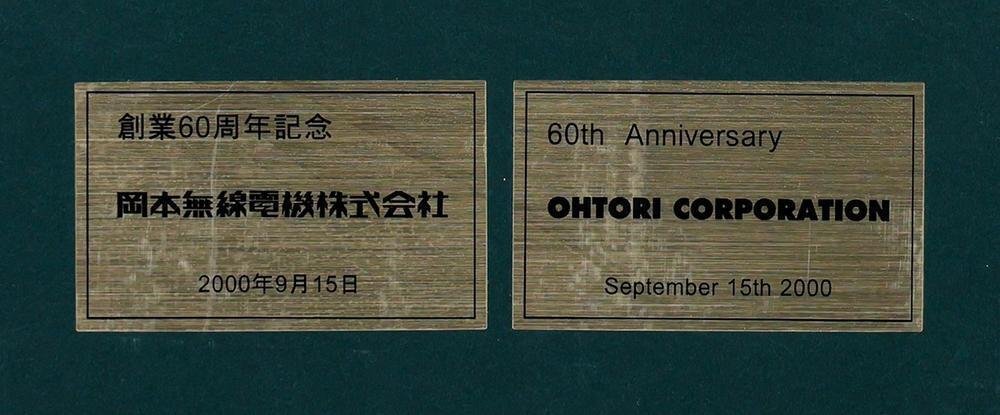 創業60周年記念
岡本無線電機株式会社
2000年9月15日
60th Anniversary
OHTORI CORPORATION
September 15th 2000